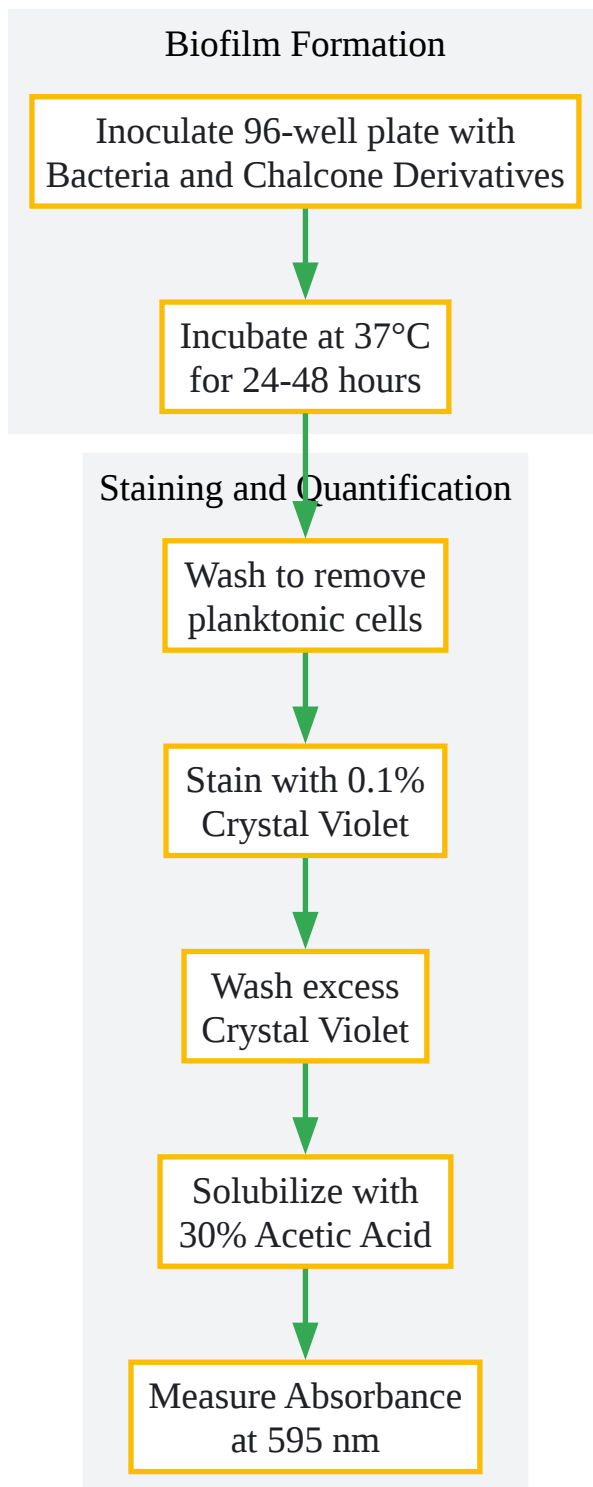 Biofilm Formation
Inoculate 96-well plate with
Bacteria and Chalcone Derivatives
Incubate at 37°C
for 24-48 hours
Staining and Quantification
Wash to remove
planktonic cells
Stain with 0.1%
Crystal Violet
Wash excess
Crystal Violet
Solubilize with
30% Acetic Acid
Measure Absorbance
at 595 nm